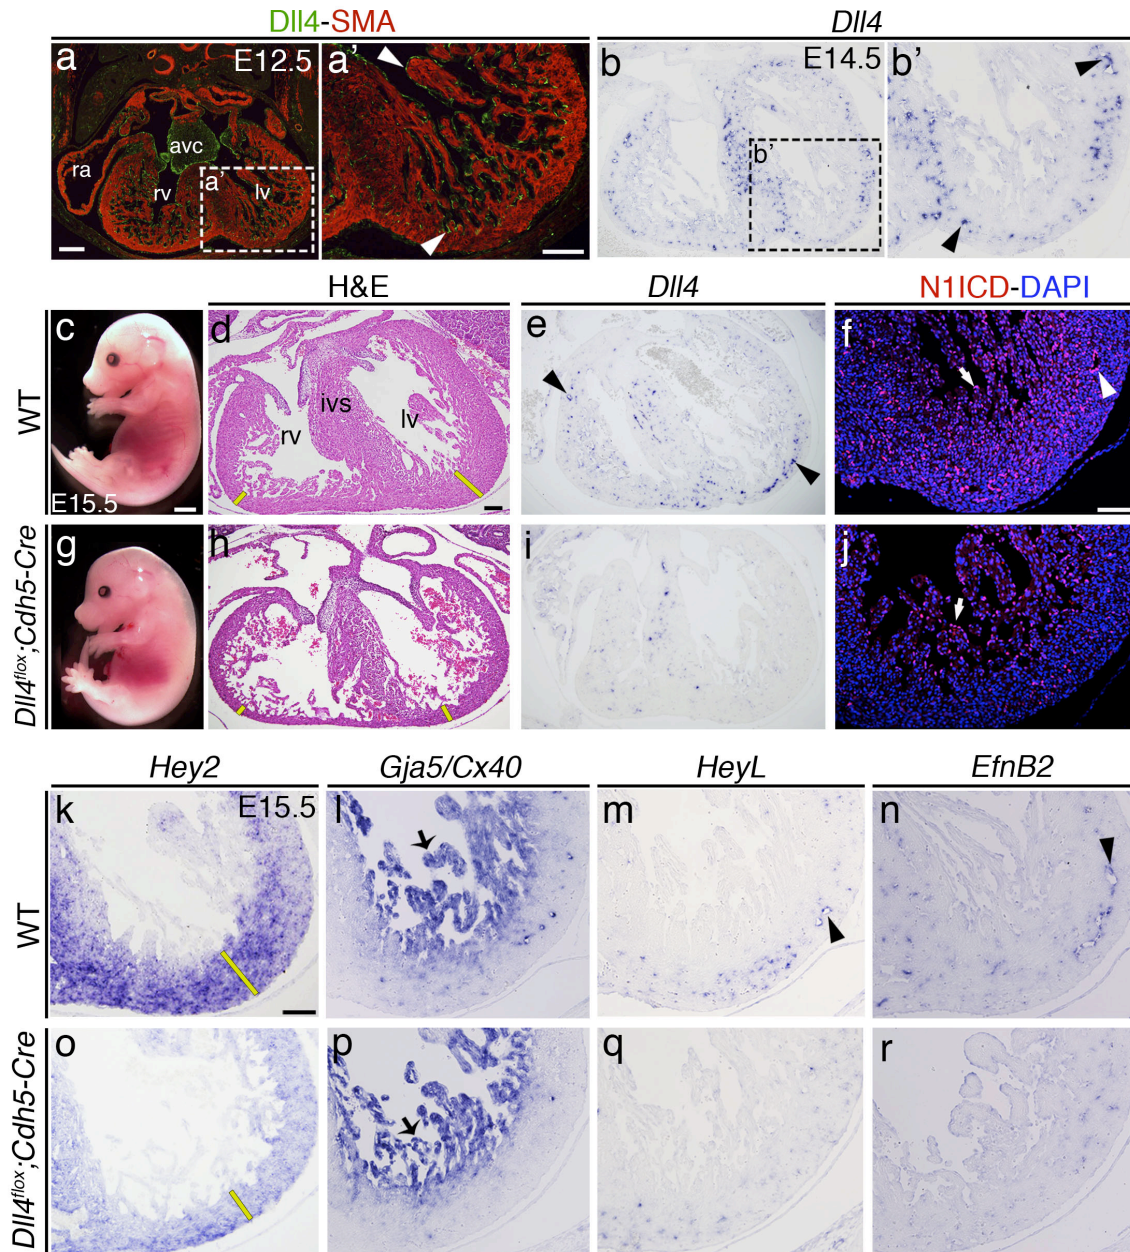 Dll4-SMA
Dll4
a
E12.5
a’
b
E14.5
b’
avc
ra
rv
a’
lv
b’
H&E
Dll4
N1ICD-DAPI
WT
c
E15.5
d
ivs
rv
lv
e
f
Dll4flox;Cdh5-Cre
g
h
i
j
Hey2
Gja5/Cx40
HeyL
EfnB2
WT
k
E15.5
l
m
n
Dll4flox;Cdh5-Cre
o
p
q
r